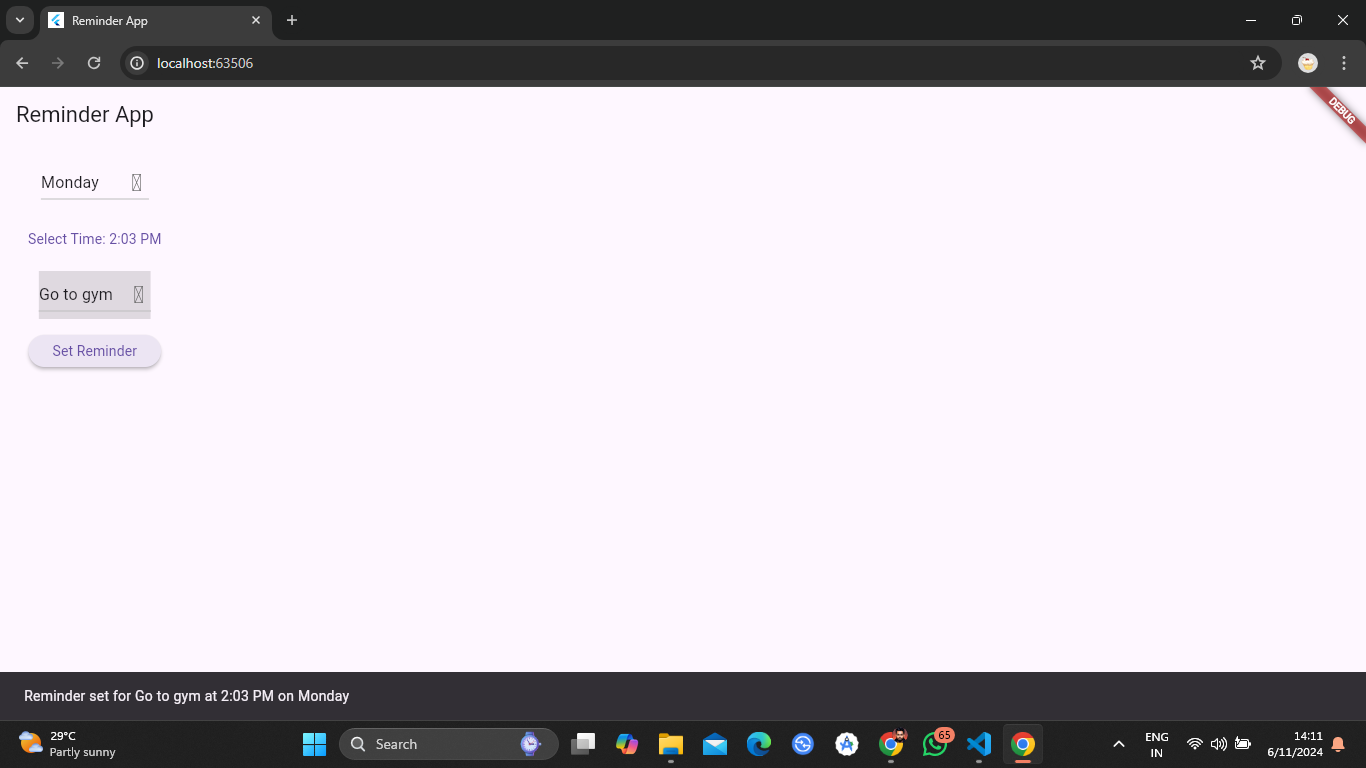 Reminder App
localhost:63506
Reminder App
DEBUG
Monday
Select Time: 2:03 PM
Go to gym
Set Reminder
Reminder set for Go to gym at 2:03 PM on Monday
29°C
Partly sunny
Search
65
ENG
IN
14:11
6/11/2024